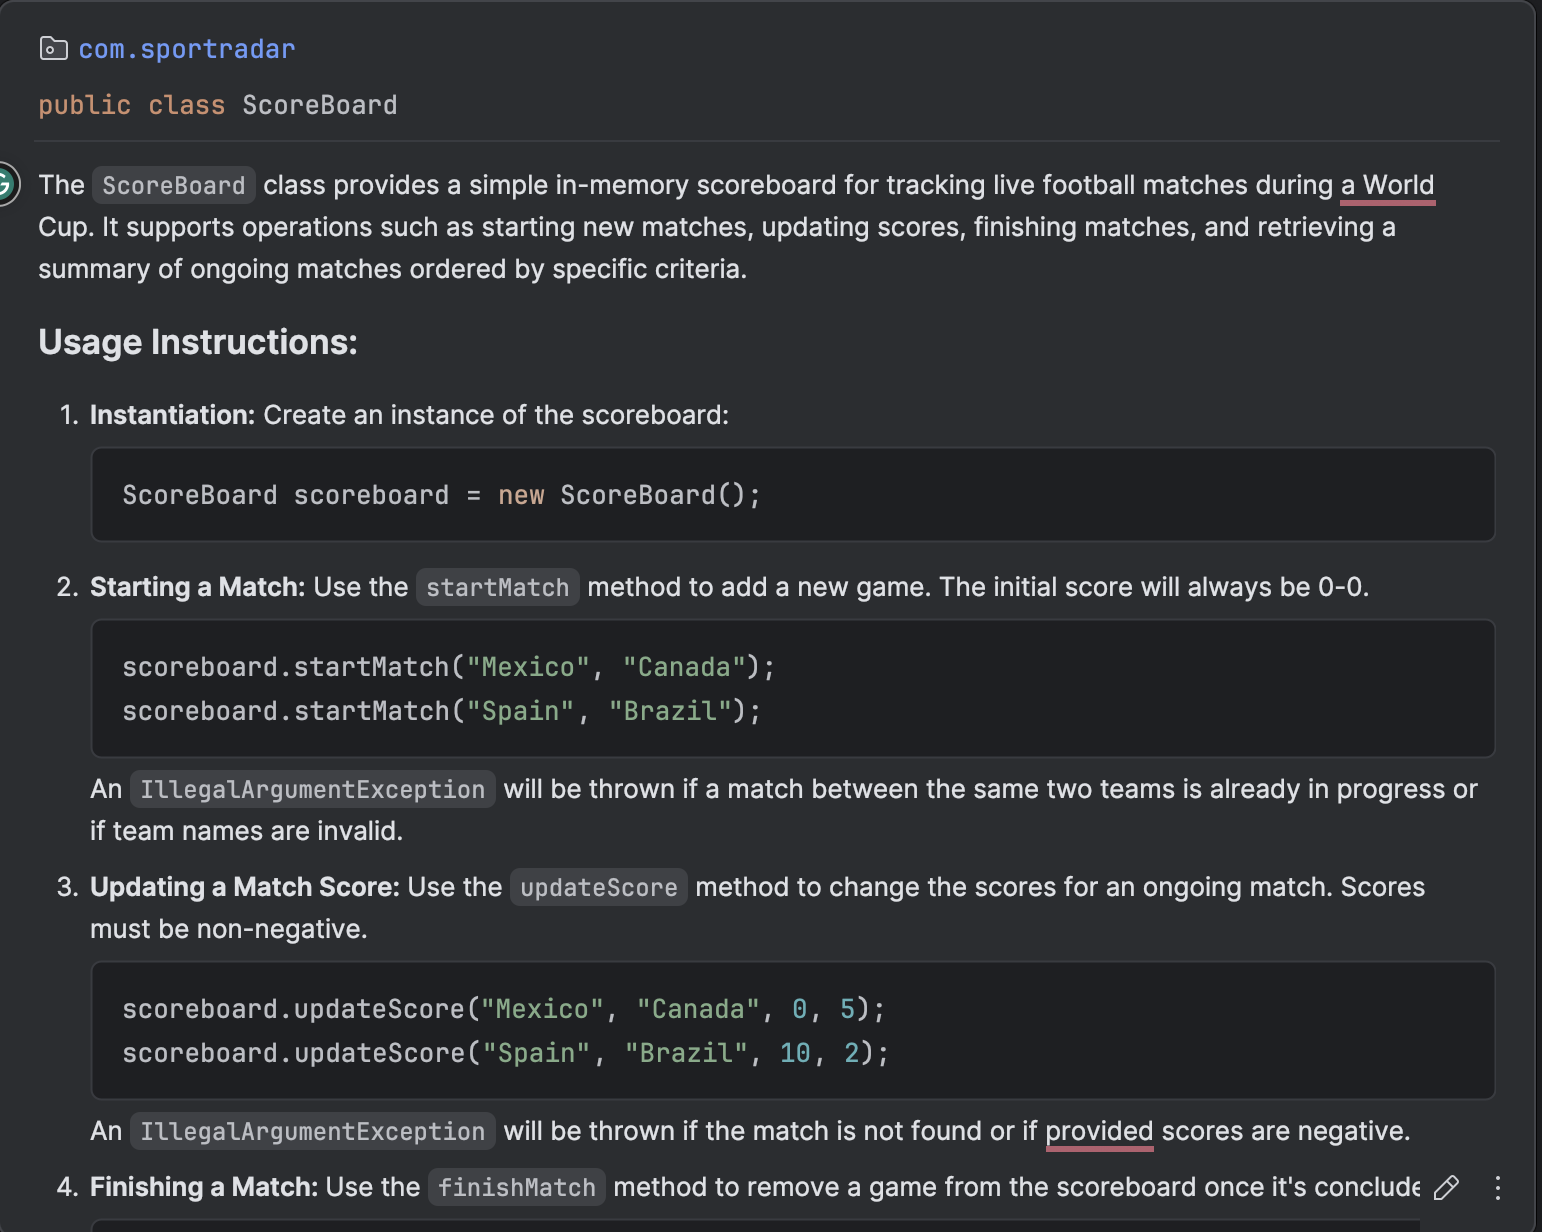 com.sportradar
public class ScoreBoard
The ScoreBoard class provides a simple in-memory scoreboard for tracking live football matches during a World
Cup. It supports operations such as starting new matches, updating scores, finishing matches, and retrieving a
summary of ongoing matches ordered by specific criteria.
Usage Instructions:
1. Instantiation: Create an instance of the scoreboard:
ScoreBoard scoreboard = new ScoreBoard();
2. Starting a Match: Use the startMatch method to add a new game. The initial score will always be 0-0.
scoreboard.startMatch("Mexico", "Canada");
scoreboard.startMatch("Spain", "Brazil");
An IllegalArgumentException will be thrown if a match between the same two teams is already in progress or
if team names are invalid.
3. Updating a Match Score: Use the updateScore method to change the scores for an ongoing match. Scores
must be non-negative.
scoreboard.updateScore("Mexico", "Canada", 0, 5);
scoreboard.updateScore("Spain", "Brazil", 10, 2);
An IllegalArgumentException will be thrown if the match is not found or if provided scores are negative.
4. Finishing a Match: Use the finishMatch method to remove a game from the scoreboard once it's conclude